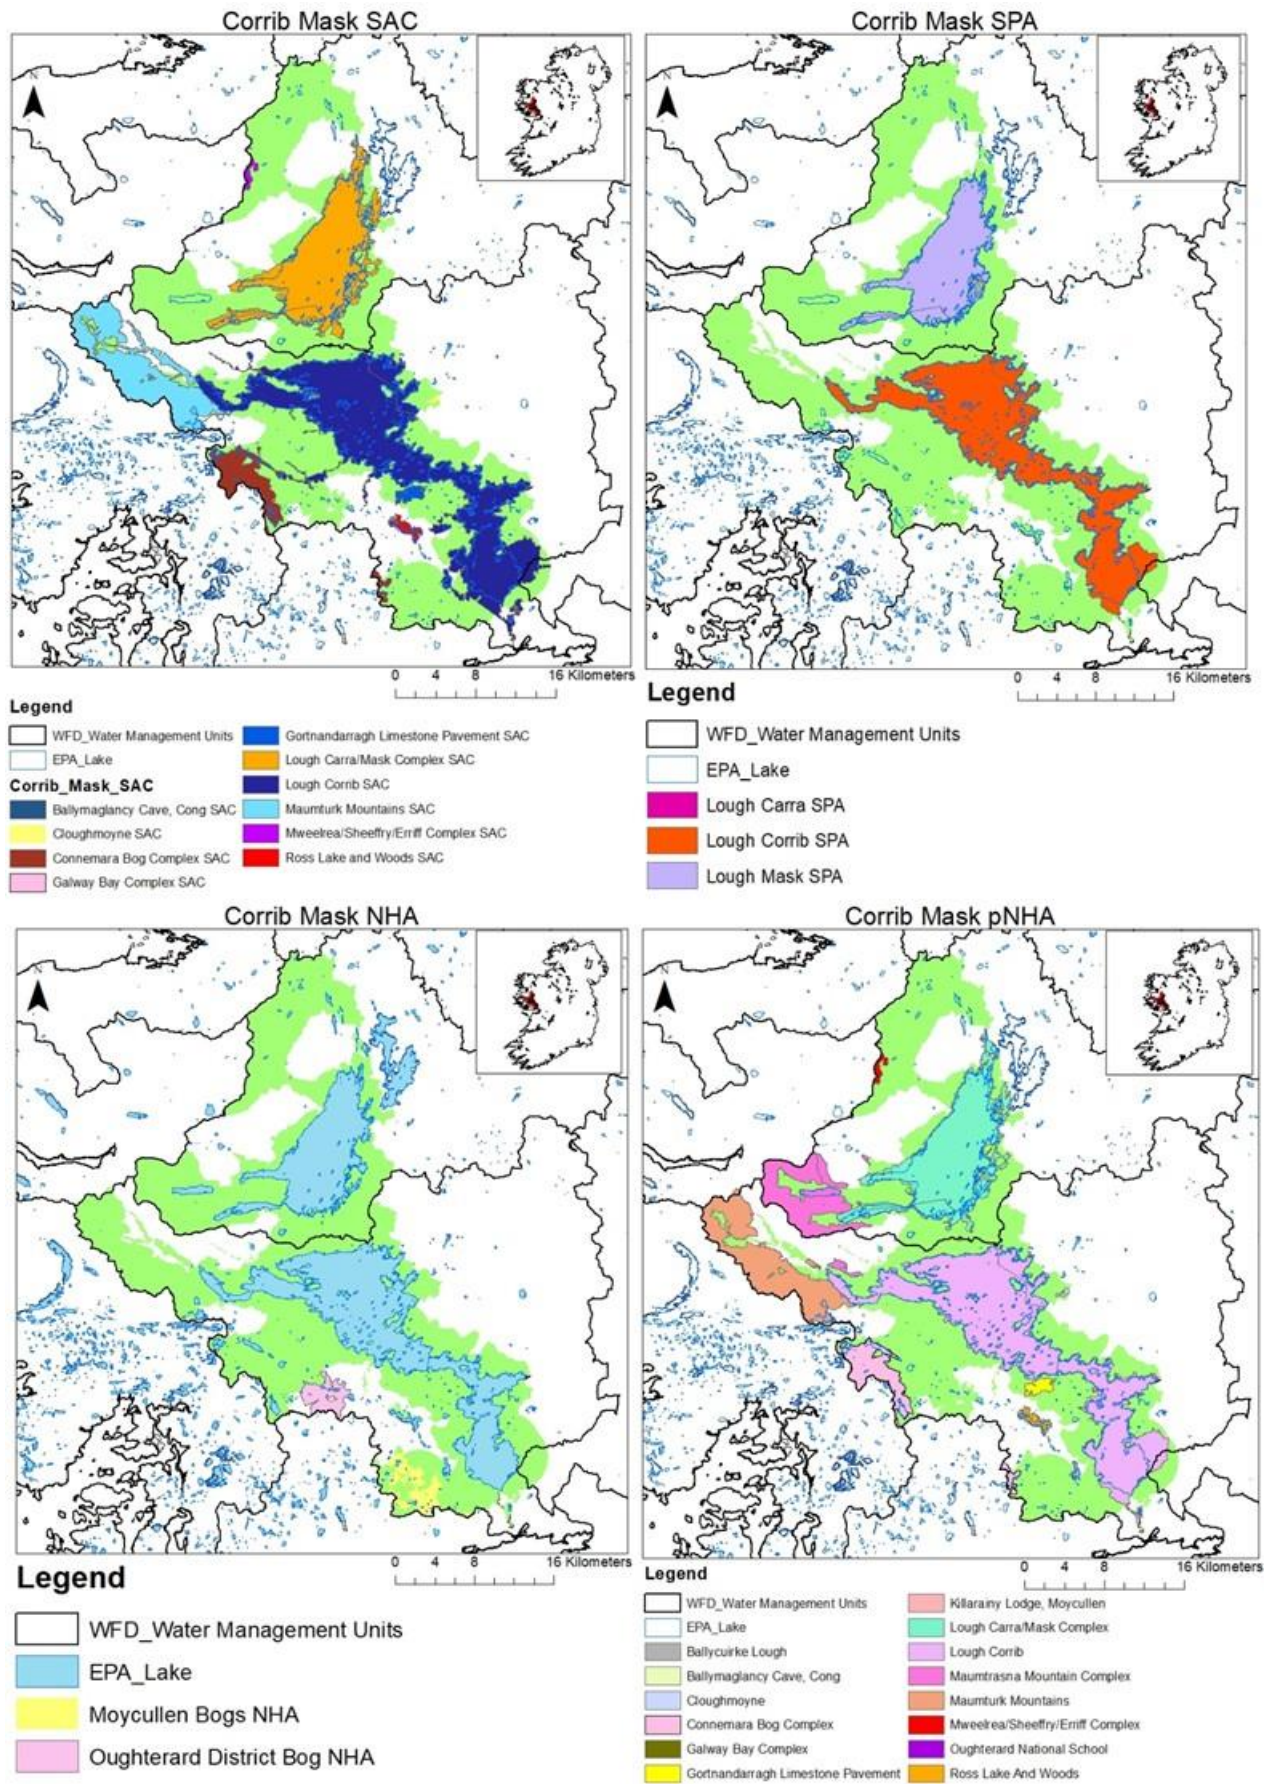 Corrib Mask SAC
N
0 4 8 16 Kilometers
Legend
WFD_Water Management Units
EPA_Lake
Corrib_Mask_SAC
Ballymaglancy Cave, Cong SAC
Cloughmoyne SAC
Connemara Bog Complex SAC
Galway Bay Complex SAC
Gortnandarragh Limestone Pavement SAC
Lough Carra/Mask Complex SAC
Lough Corrib SAC
Maumturk Mountains SAC
Mweelrea/Sheeffry/Erriff Complex SAC
Ross Lake and Woods SAC
Corrib Mask SPA
N
0 4 8 16 Kilometers
Legend
WFD_Water Management Units
EPA_Lake
Lough Carra SPA
Lough Corrib SPA
Lough Mask SPA
Corrib Mask NHA
N
0 4 8 16 Kilometers
Legend
WFD_Water Management Units
EPA_Lake
Moycullen Bogs NHA
Oughterard District Bog NHA
Corrib Mask pNHA
N
0 4 8 16 Kilometers
Legend
WFD_Water Management Units
EPA_Lake
Ballycuirke Lough
Ballymaglancy Cave, Cong
Cloughmoyne
Connemara Bog Complex
Galway Bay Complex
Gortnandarragh Limestone Pavement
Killarainy Lodge, Moycullen
Lough Carra/Mask Complex
Lough Corrib
Maumtrasna Mountain Complex
Maumturk Mountains
Mweelrea/Sheeffry/Erriff Complex
Oughterard National School
Ross Lake And Woods